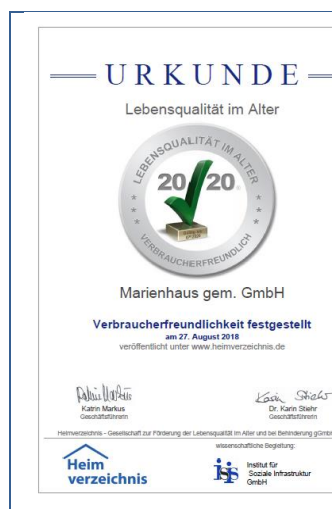 URKUNDE
Lebensqualität im Alter
LEBENSQUALITÄT IM ALTER
20 20
VERBRAUCHERFREUNDLICH
Marienhaus gem. GmbH
Verbraucherfreundlichkeit festgestellt
am 27. August 2018
veröffentlicht unter www.heimverzeichnis.de
Katrin Markus
Geschäftsführerin
Dr. Karin Stiehr
Geschäftsführerin
Heimverzeichnis - Gesellschaft zur Förderung der Lebensqualität im Alter und bei Behinderung gGmbH
wissenschaftliche Begleitung:
Heim
verzeichnis
iSiS
Institut für
Soziale Infrastruktur
GmbH